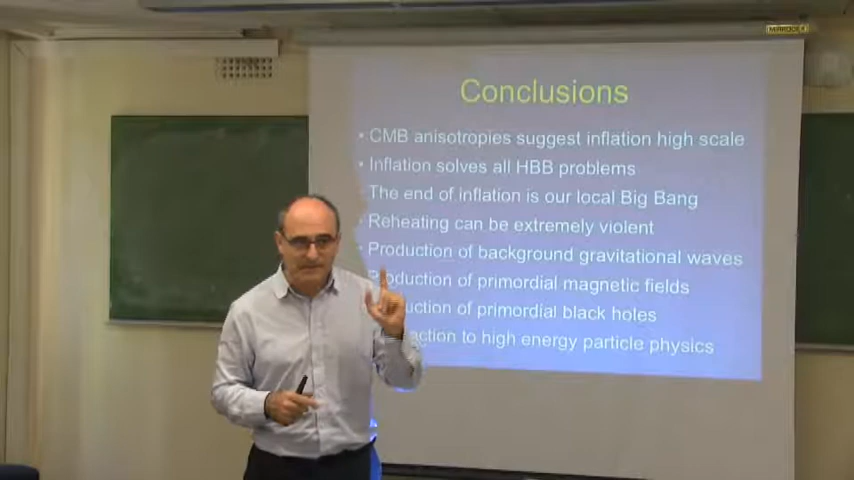 Conclusions
• CMB anisotropies suggest inflation high scale
• Inflation solves all HBB problems
The end of inflation is our local Big Bang
Reheating can be extremely violent
Production of background gravitational waves
Production of primordial magnetic fields
Production of primordial black holes
to high energy particle physics